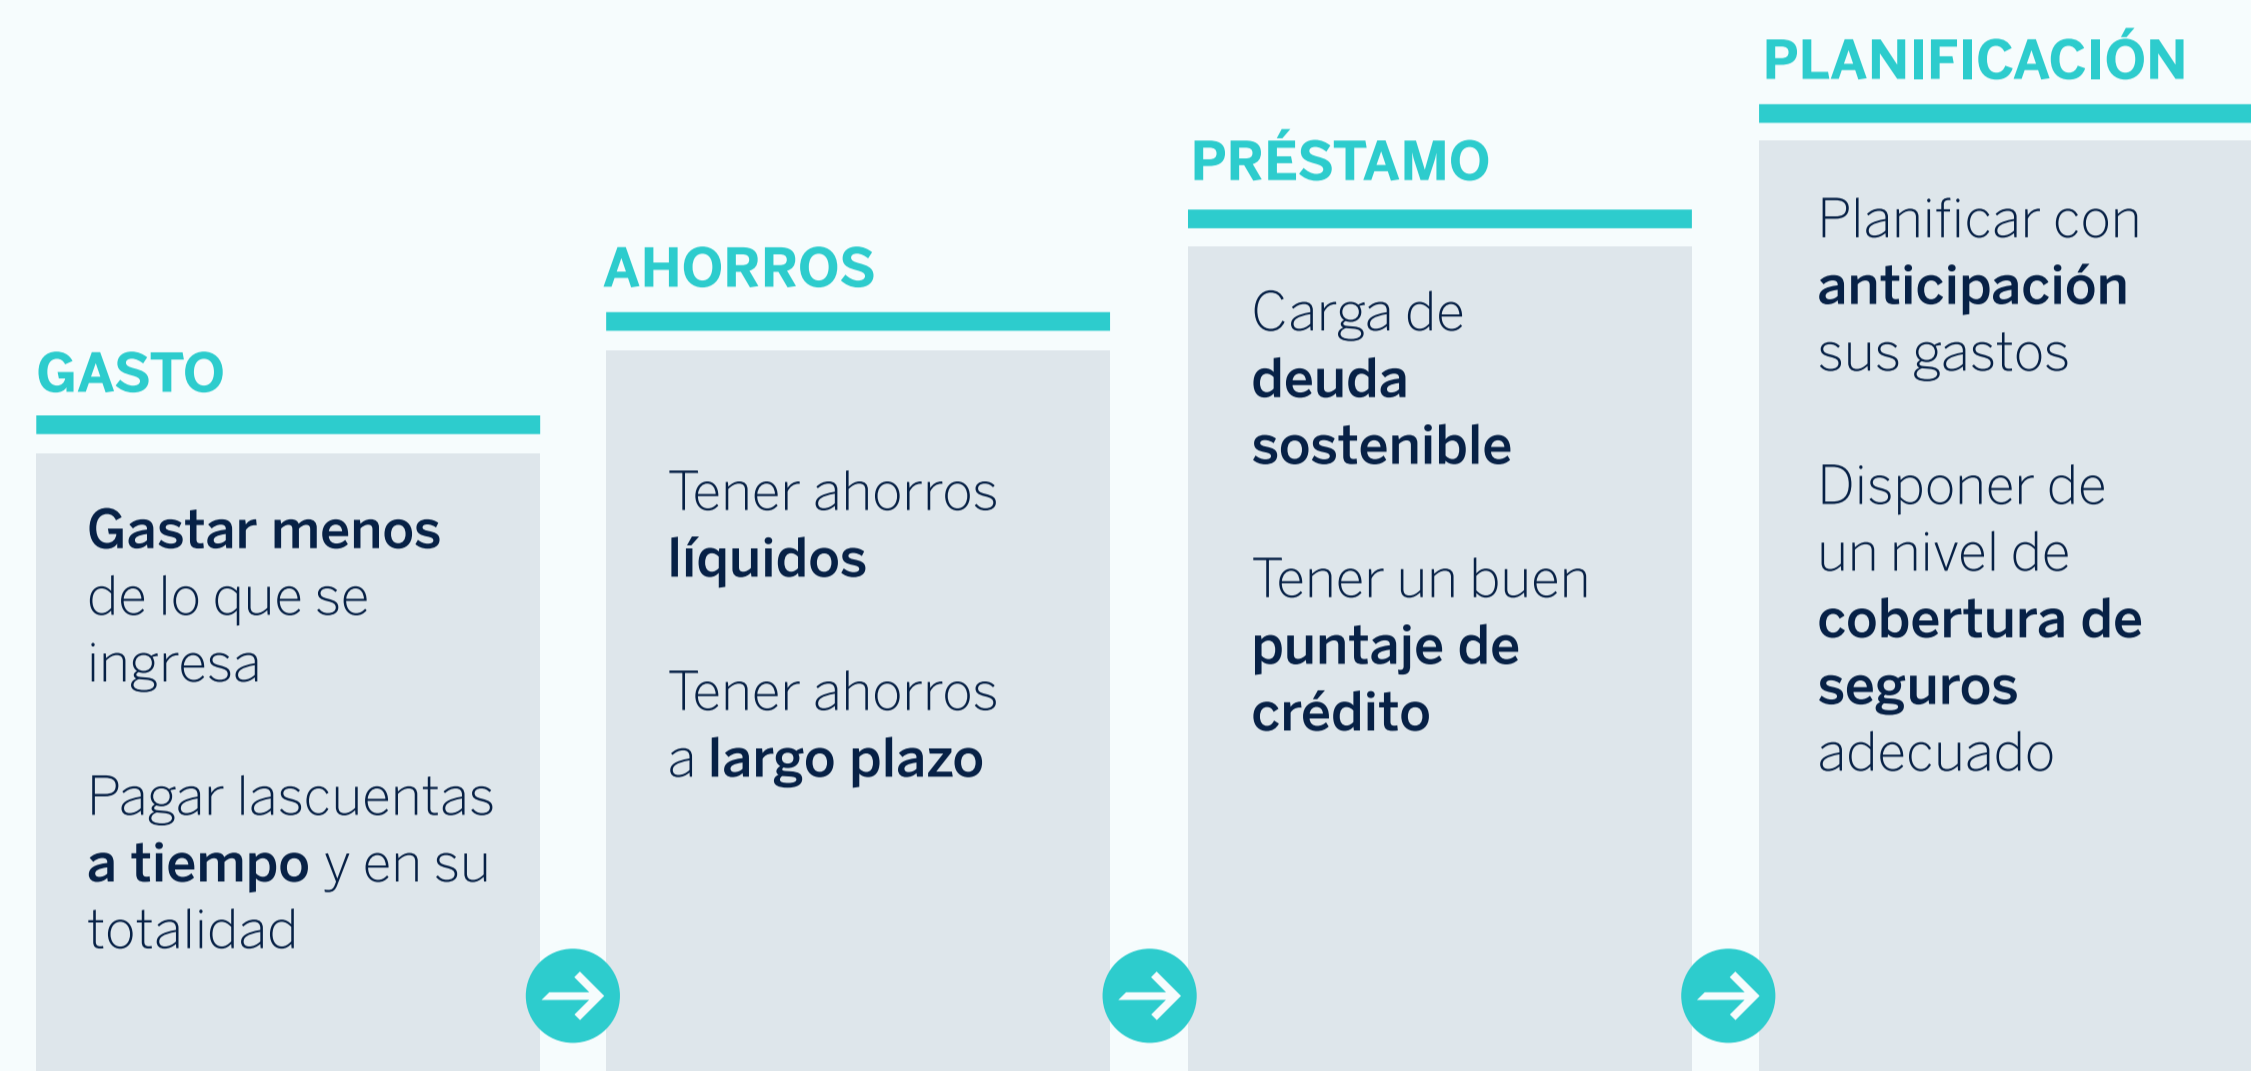 GASTO
Gastar menos
de lo que se
ingresa
Pagar lascuentas
a tiempo y en su
totalidad
AHORROS
Tener ahorros
líquidos
Tener ahorros
a largo plazo
PRÉSTAMO
Carga de
deuda
sostenible
Tener un buen
puntaje de
crédito
PLANIFICACIÓN
Planificar con
anticipación
sus gastos
Disponer de
un nivel de
cobertura de
seguros
adecuado